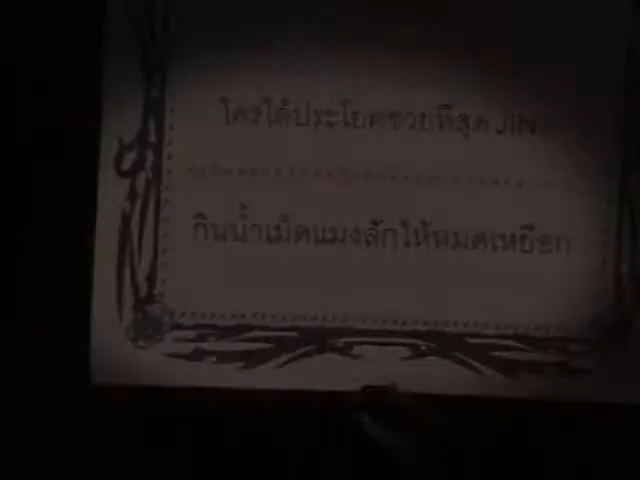 ใครได้ประโยคซวยที่สุด JIN
กินน้ำเม็ดแมงลักให้หมดเหยือก